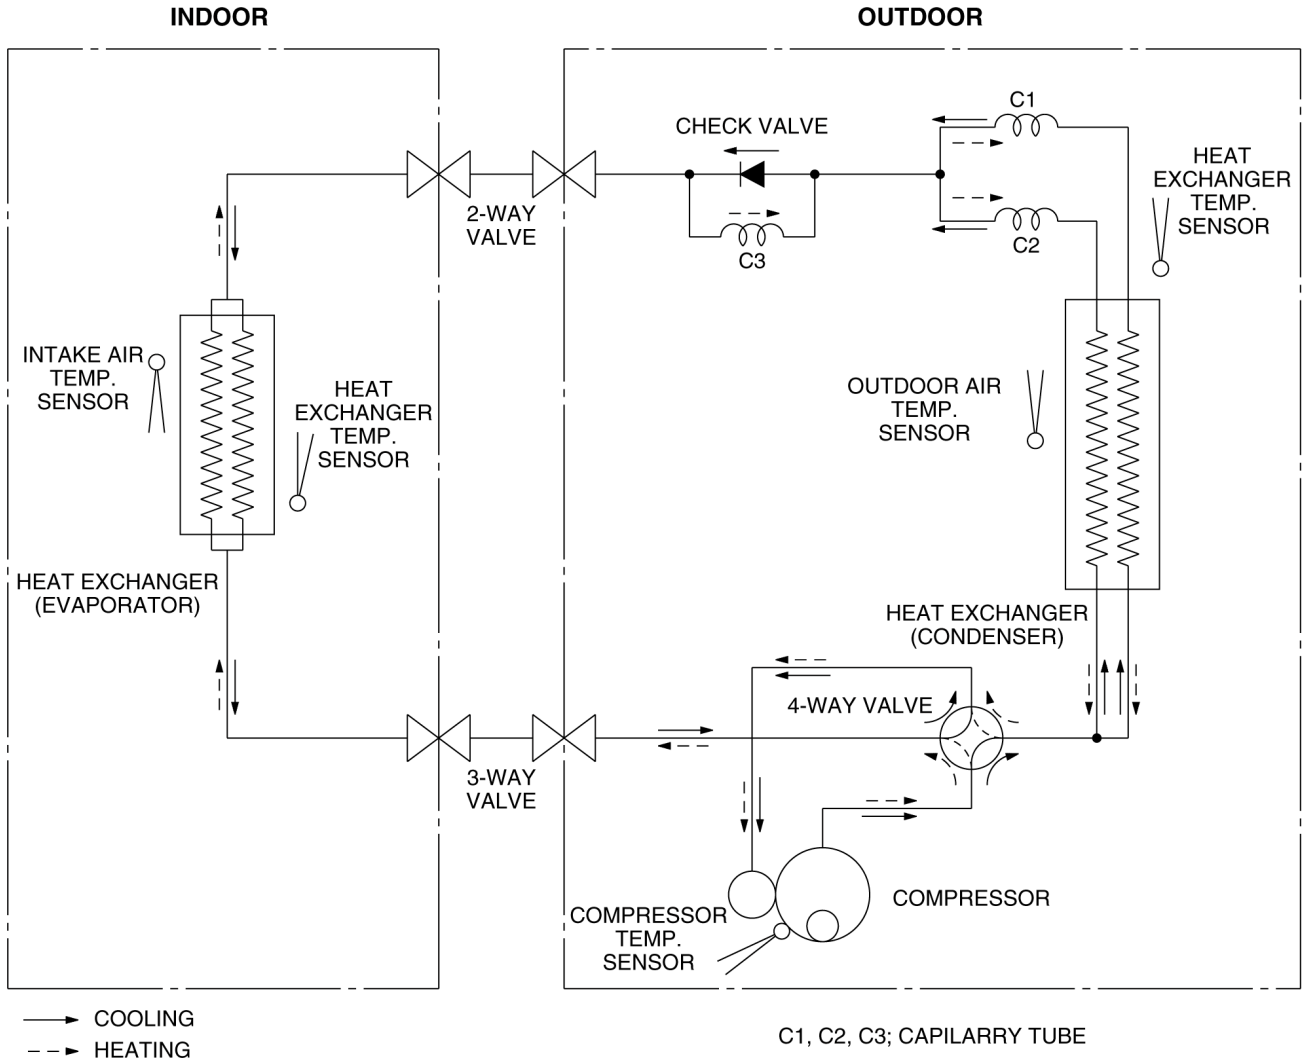 INDOOR
OUTDOOR
C1
CHECK VALVE
HEAT
EXCHANGER
TEMP.
SENSOR
2-WAY
VALVE
C2
C3
INTAKE AIR
TEMP.
SENSOR
HEAT
EXCHANGER
TEMP.
SENSOR
OUTDOOR AIR
TEMP.
SENSOR
HEAT EXCHANGER
(EVAPORATOR)
HEAT EXCHANGER
(CONDENSER)
4-WAY VALVE
3-WAY
VALVE
COMPRESSOR
COMPRESSOR
TEMP.
SENSOR
COOLING
HEATING
C1, C2, C3; CAPILARRY TUBE